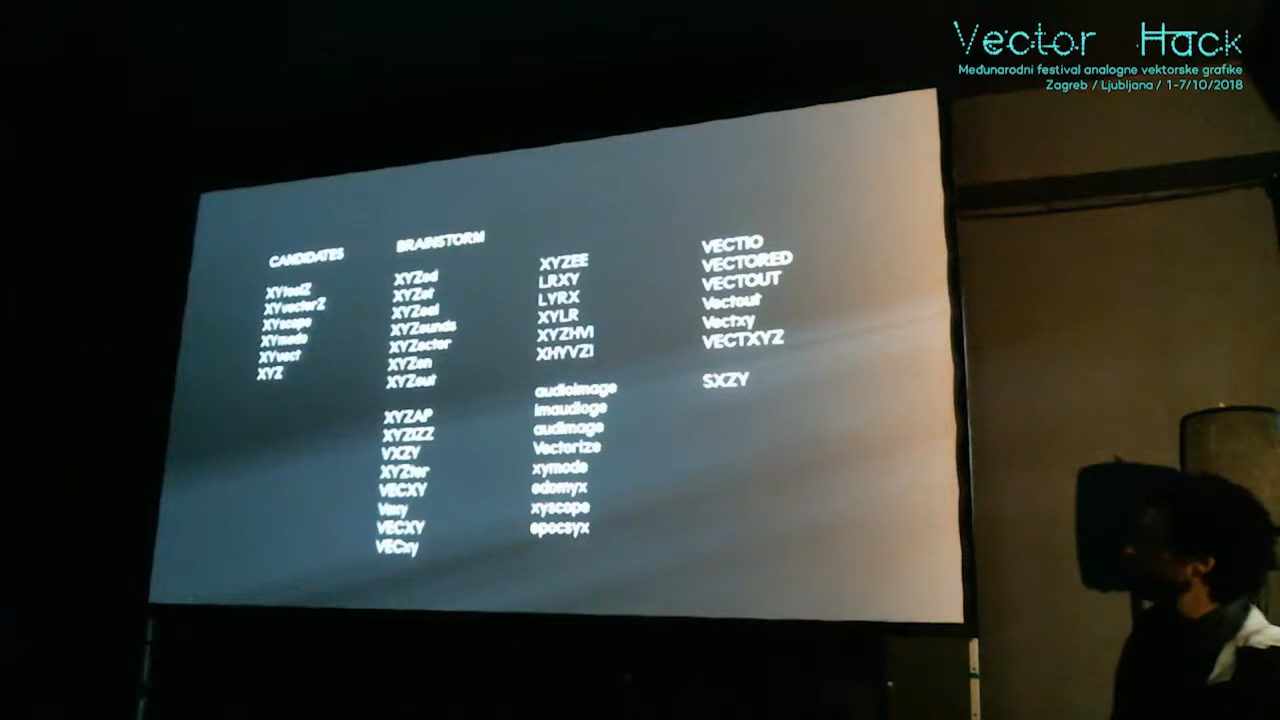 Vector Hack
Međunarodni festival analogne vektorske grafike
Zagreb / Ljubljana / 1-7/10/2018
CANDIDATES
XYtoolZ
XYvectorZ
XYscope
XYmode
XYvect
XYZ
BRAINSTORM
XYZed
XYZet
XYZeal
XYZounds
XYZector
XYZen
XYZout
XYZAP
XYZIZZ
VXZY
XYZter
VECXY
Vexy
VECXY
VECxy
XYZEE
LRXY
LYRX
XYLR
XYZHVI
XHYVZI
audioimage
imaudioge
audimage
Vectorize
xymode
edomyx
xyscope
epocsyx
VECTIO
VECTORED
VECTOUT
Vectout
Vectxy
VECTXYZ
SXZY